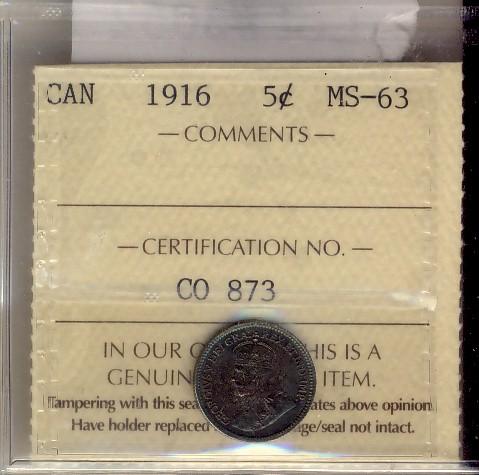 CAN 1916 5¢ MS-63
— COMMENTS —
— CERTIFICATION NO. —
CO 873
IN OUR HIS IS A
GENUIN ITEM.
Tampering with this sea ates above opinion
Have holder replaced ge/seal not intact.